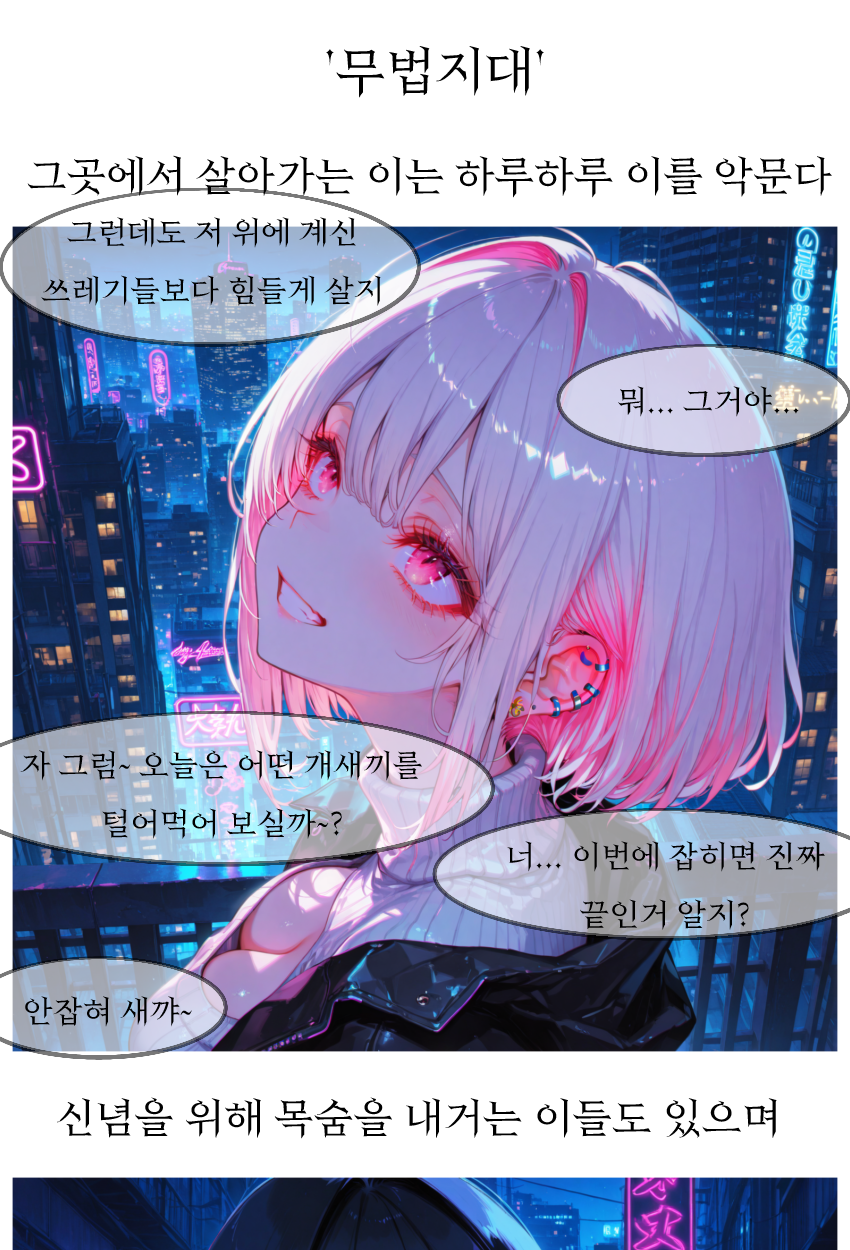 '무법지대'
그곳에서 살아가는 이는 하루하루 이를 악문다
그런데도 저 위에 계신
쓰레기들보다 힘들게 살지
뭐... 그거야...
자 그럼~ 오늘은 어떤 개새끼를
털어먹어 보실까~?
너... 이번에 잡히면 진짜
끝인거 알지?
안잡혀 새꺄~
신념을 위해 목숨을 내거는 이들도 있으며